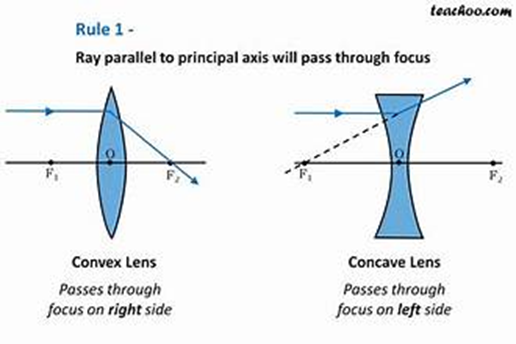 teachoo.com
Rule 1 -
Ray parallel to principal axis will pass through focus
O
F₁
F₂
O
F₁
F₂
Convex Lens
Passes through
focus on right side
Concave Lens
Passes through
focus on left side